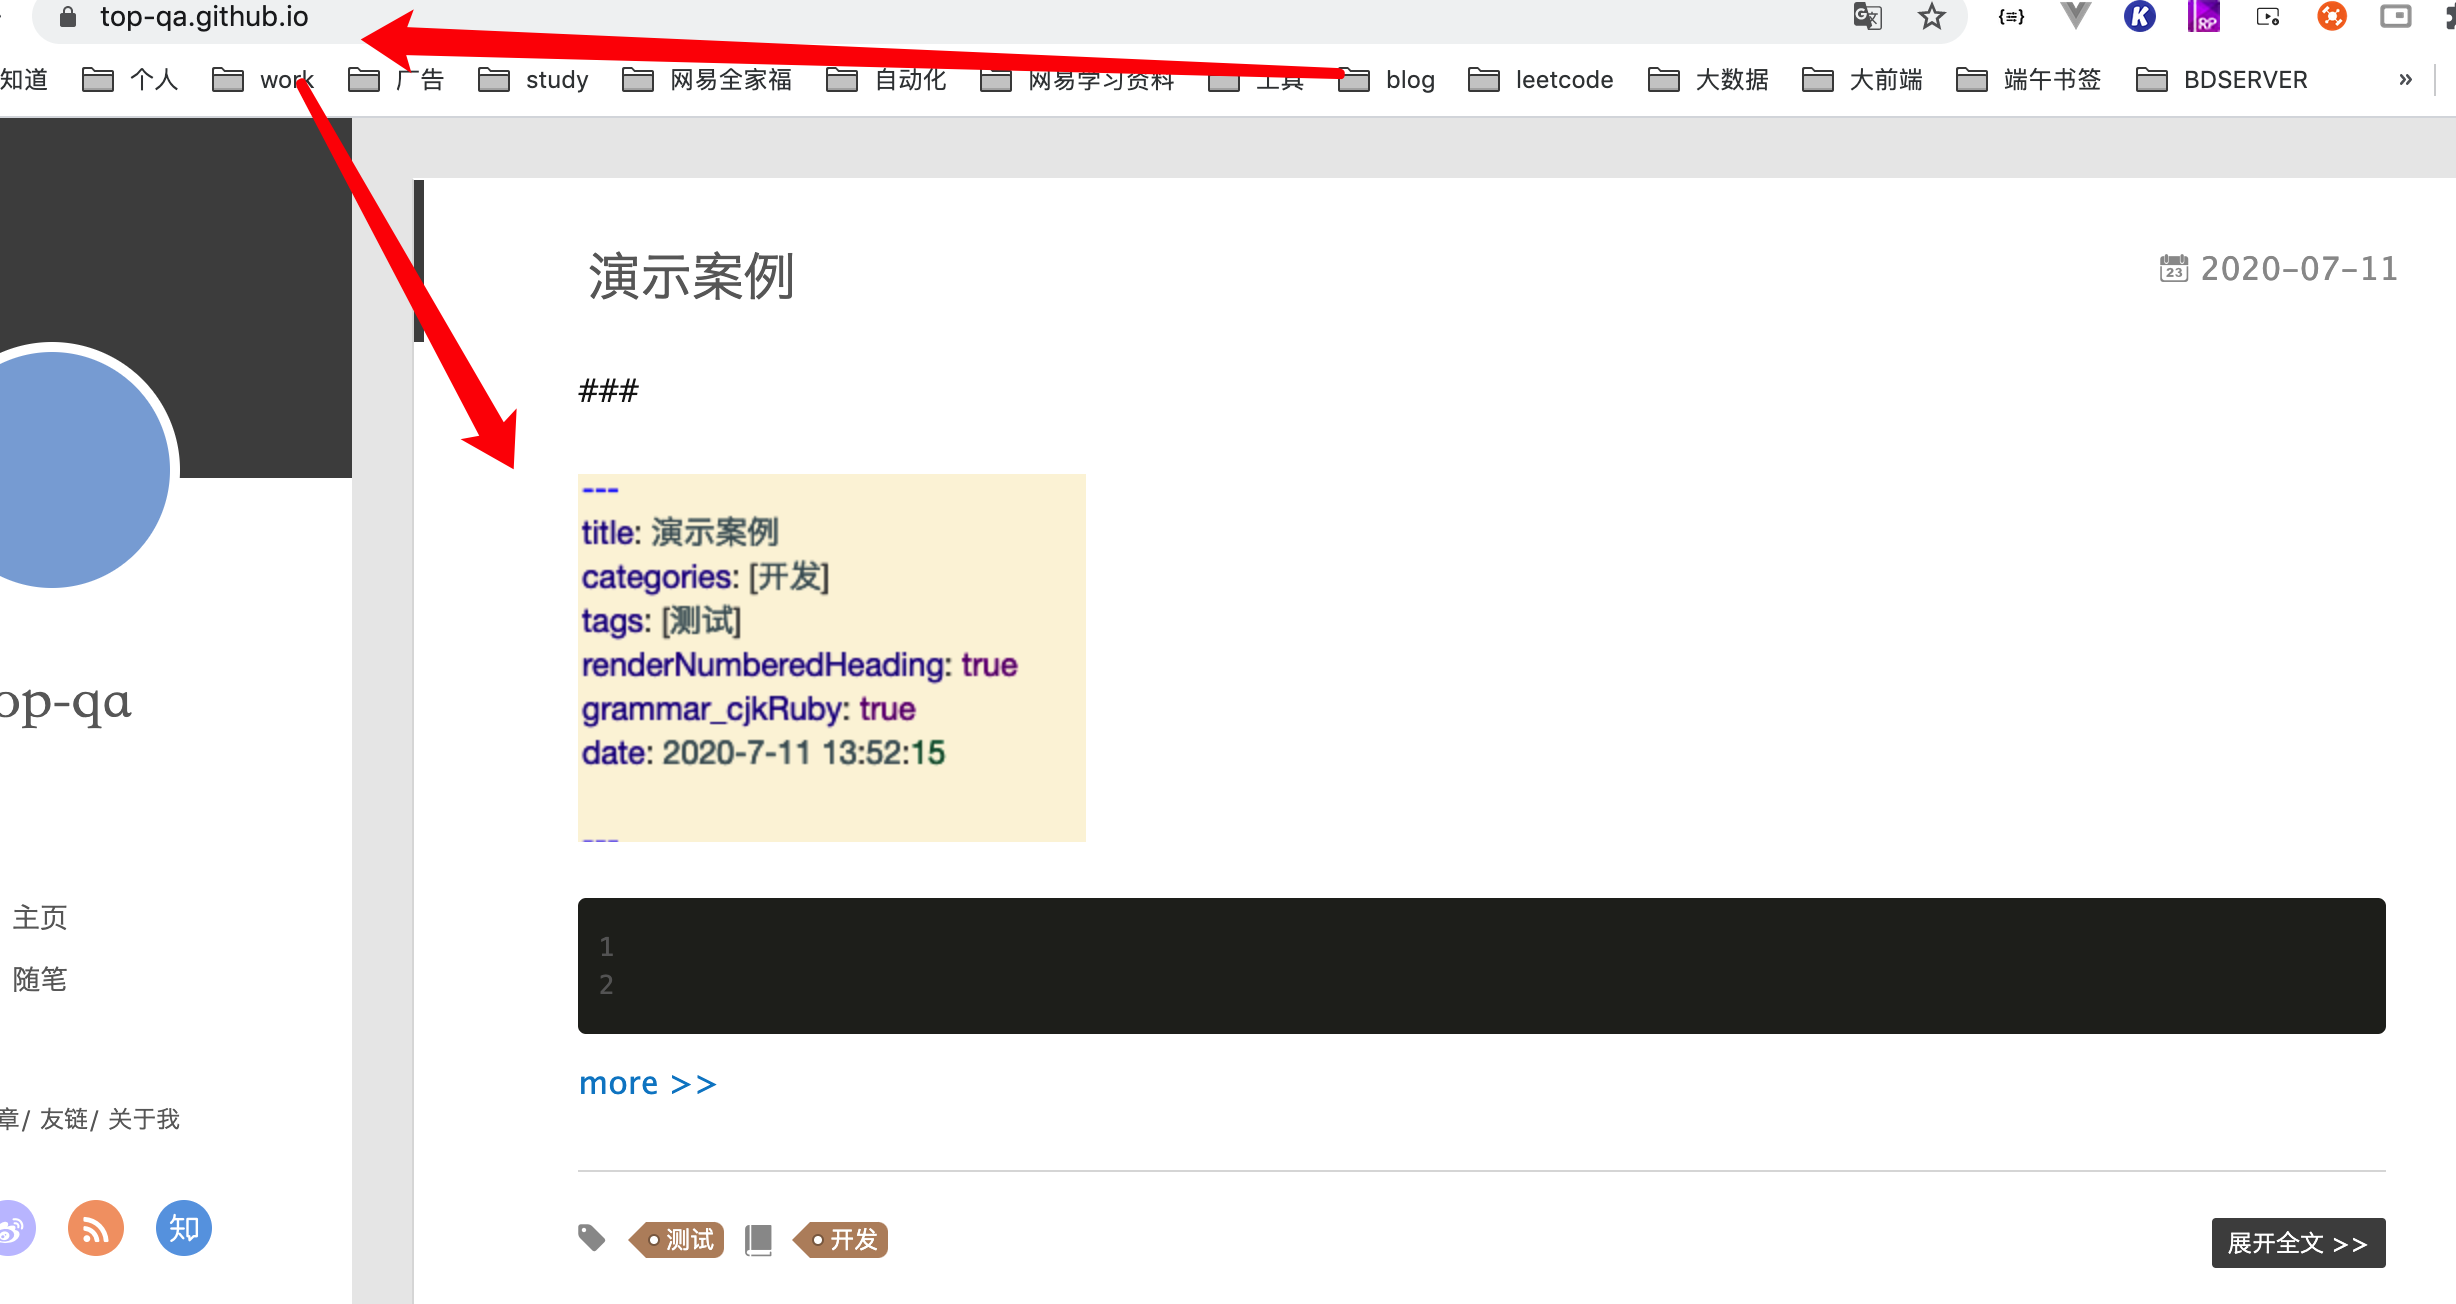 top-qa.github.io
知道 个人 work 广告 study 网易全家福 自动化 网易学习资料 工具 blog leetcode 大数据 大前端 端午书签 BDSERVER »
演示案例
2020-07-11
###
---
title: 演示案例
categories: [开发]
tags: [测试]
renderNumberedHeading: true
grammar_cjkRuby: true
date: 2020-7-11 13:52:15
---
1
2
more >>
测试 开发
展开全文 >>
op-qa
主页
随笔
章/ 友链/ 关于我
知